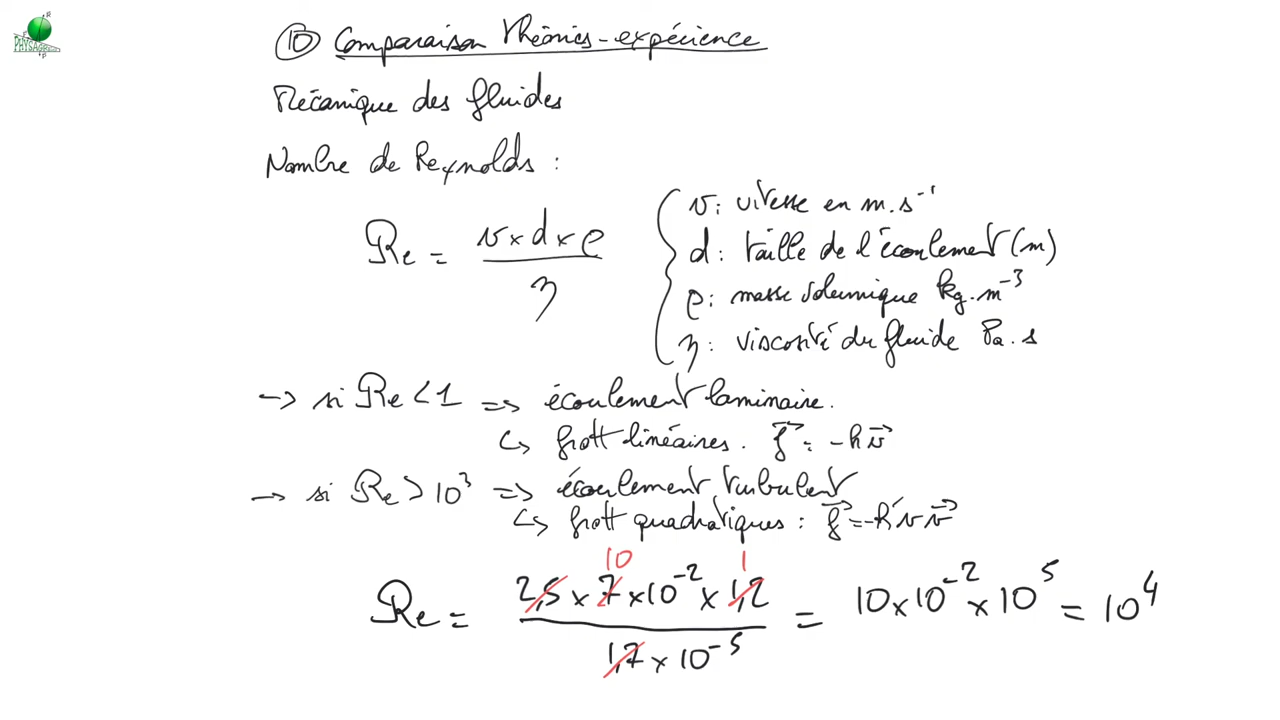 10 Comparaison théories-expérience
Mécanique des fluides
Nombre de Reynolds :
Re = v × d × ρ / η
v : vitesse en m.s⁻¹
d : taille de l'écoulement (m)
ρ : masse volumique kg.m⁻³
η : viscosité du fluide Pa.s
→ si Re < 1 => écoulement laminaire.
↳ frott linéaires. f⃗ = -h v⃗
→ si Re > 10³ => écoulement turbulent
↳ frott quadratiques : f⃗ = -h' v v⃗
10 1
Re = 2,5 × 7 × 10⁻² × 1,2 / 1,7 × 10⁻⁵ = 10 × 10⁻² × 10⁵ = 10⁴